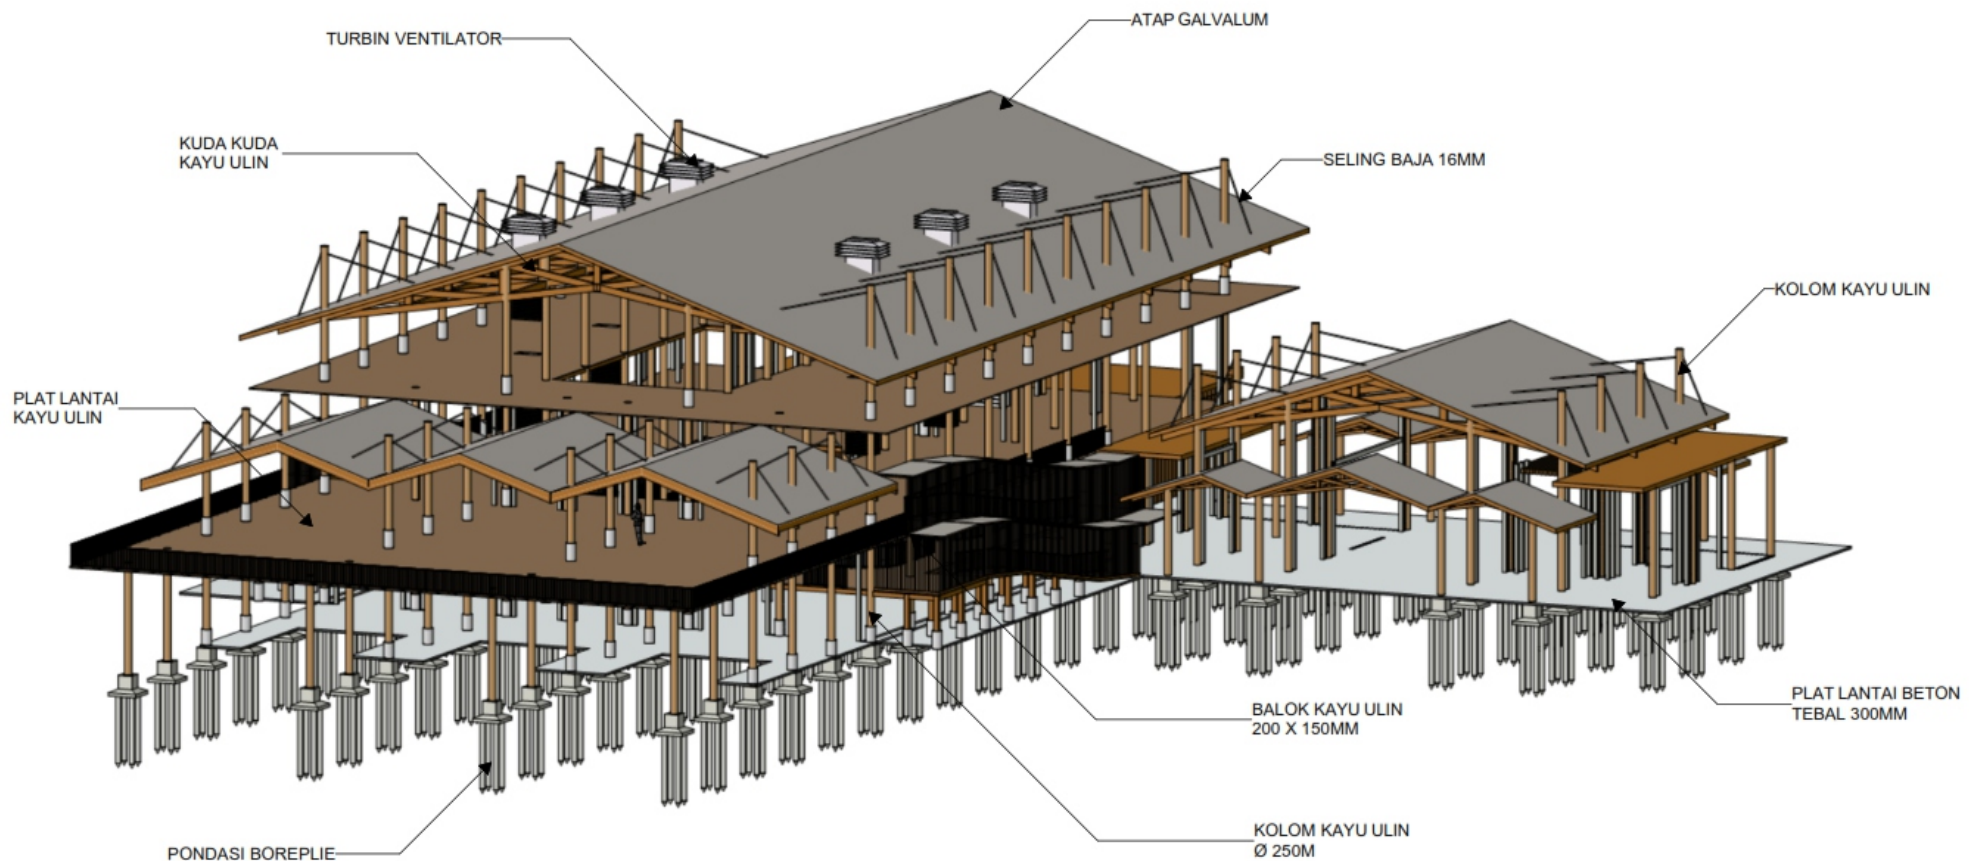 ATAP GALVALUM
TURBIN VENTILATOR
KUDA KUDA
KAYU ULIN
SELING BAJA 16MM
KOLOM KAYU ULIN
PLAT LANTAI
KAYU ULIN
PLAT LANTAI BETON
TEBAL 300MM
BALOK KAYU ULIN
200 X 150MM
KOLOM KAYU ULIN
Ø 250M
PONDASI BOREPLIE